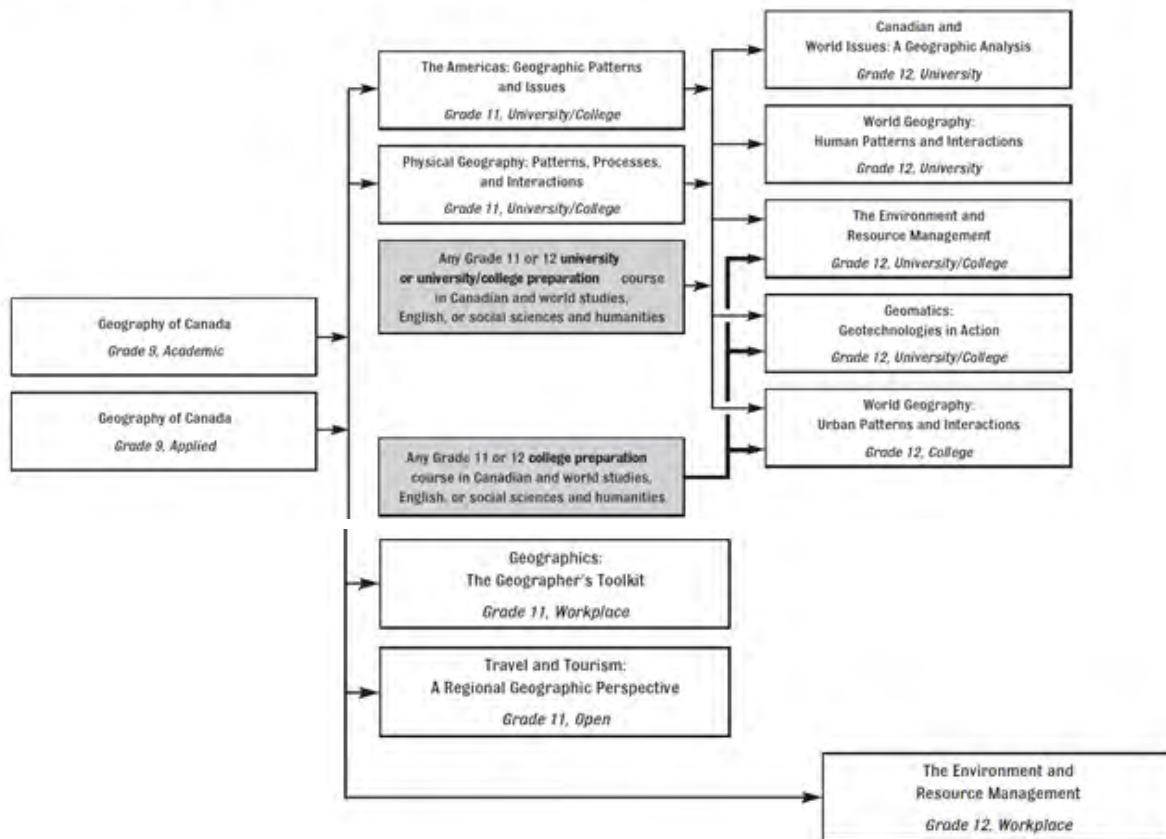 Geography of Canada
Grade 9, Academic
Geography of Canada
Grade 9, Applied
The Americas: Geographic Patterns
and Issues
Grade 11, University/College
Physical Geography: Patterns, Processes,
and Interactions
Grade 11, University/College
Any Grade 11 or 12 university
or university/college preparation course
in Canadian and world studies,
English, or social sciences and humanities
Any Grade 11 or 12 college preparation
course in Canadian and world studies,
English, or social sciences and humanities
Geographics:
The Geographer's Toolkit
Grade 11, Workplace
Travel and Tourism:
A Regional Geographic Perspective
Grade 11, Open
Canadian and
World Issues: A Geographic Analysis
Grade 12, University
World Geography:
Human Patterns and Interactions
Grade 12, University
The Environment and
Resource Management
Grade 12, University/College
Geomatics:
Geotechnologies in Action
Grade 12, University/College
World Geography:
Urban Patterns and Interactions
Grade 12, College
The Environment and
Resource Management
Grade 12, Workplace